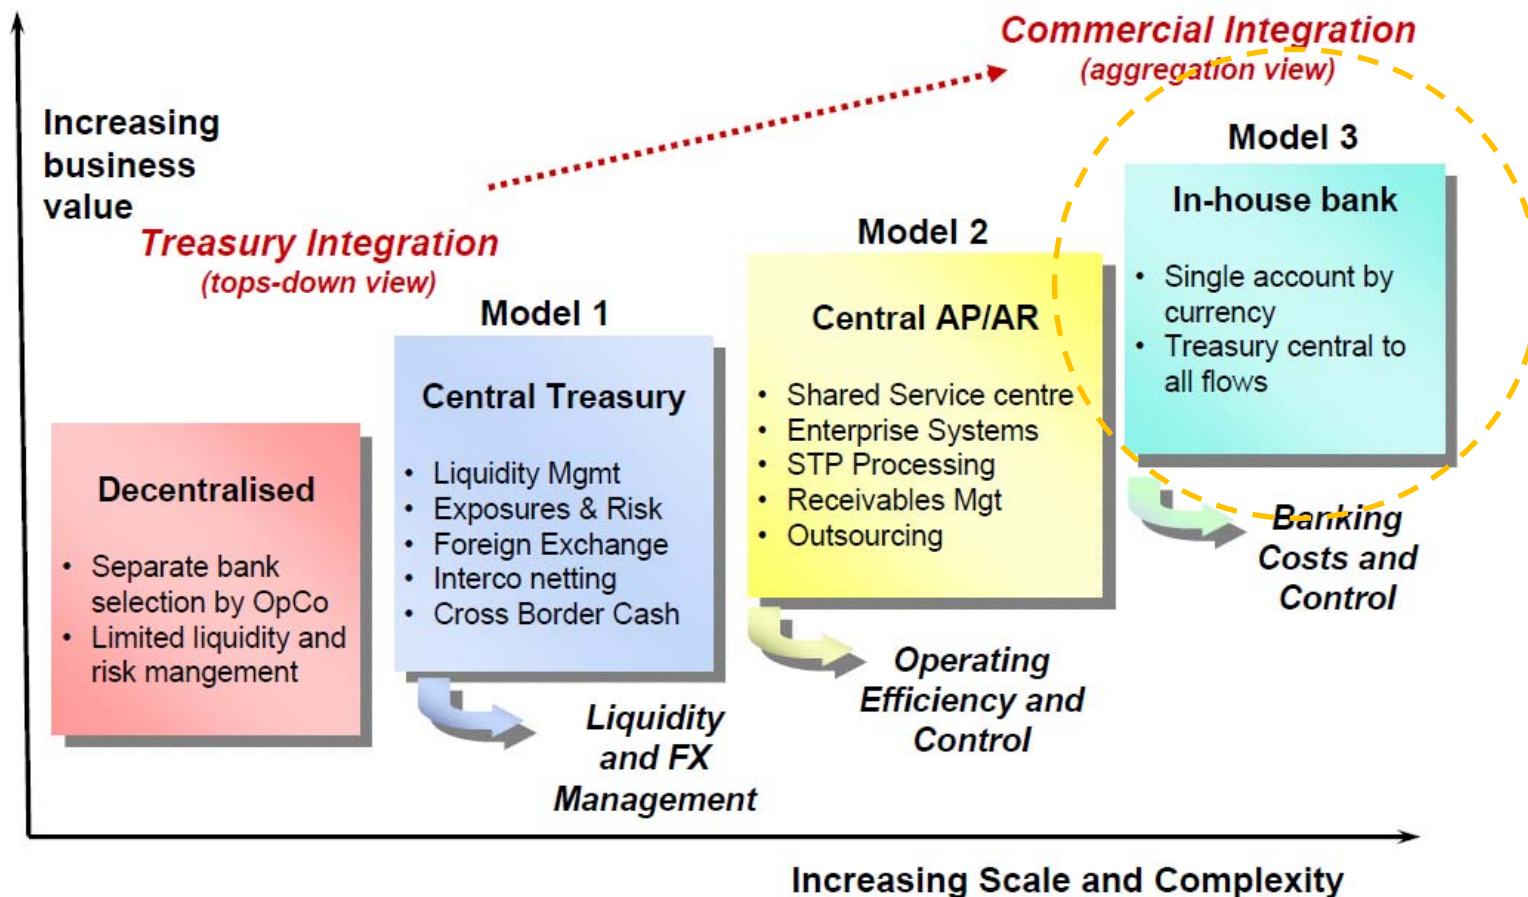 Commercial Integration
(aggregation view)
Increasing
business
value
Treasury Integration
(tops-down view)
Decentralised
• Separate bank
selection by OpCo
• Limited liquidity and
risk mangement
Model 1
Central Treasury
• Liquidity Mgmt
• Exposures & Risk
• Foreign Exchange
• Interco netting
• Cross Border Cash
Liquidity
and FX
Management
Model 2
Central AP/AR
• Shared Service centre
• Enterprise Systems
• STP Processing
• Receivables Mgt
• Outsourcing
Operating
Efficiency and
Control
Model 3
In-house bank
• Single account by
currency
• Treasury central to
all flows
Banking
Costs and
Control
Increasing Scale and Complexity